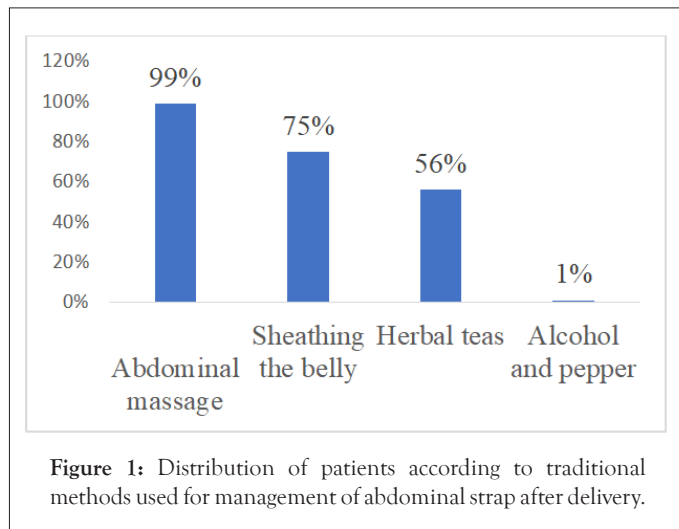 120%
100%
80%
60%
40%
20%
0%
99%
75%
56%
1%
Abdominal
massage
Sheathing
the belly
Herbal teas
Alcohol
and pepper
Figure 1: Distribution of patients according to traditional
methods used for management of abdominal strap after delivery.